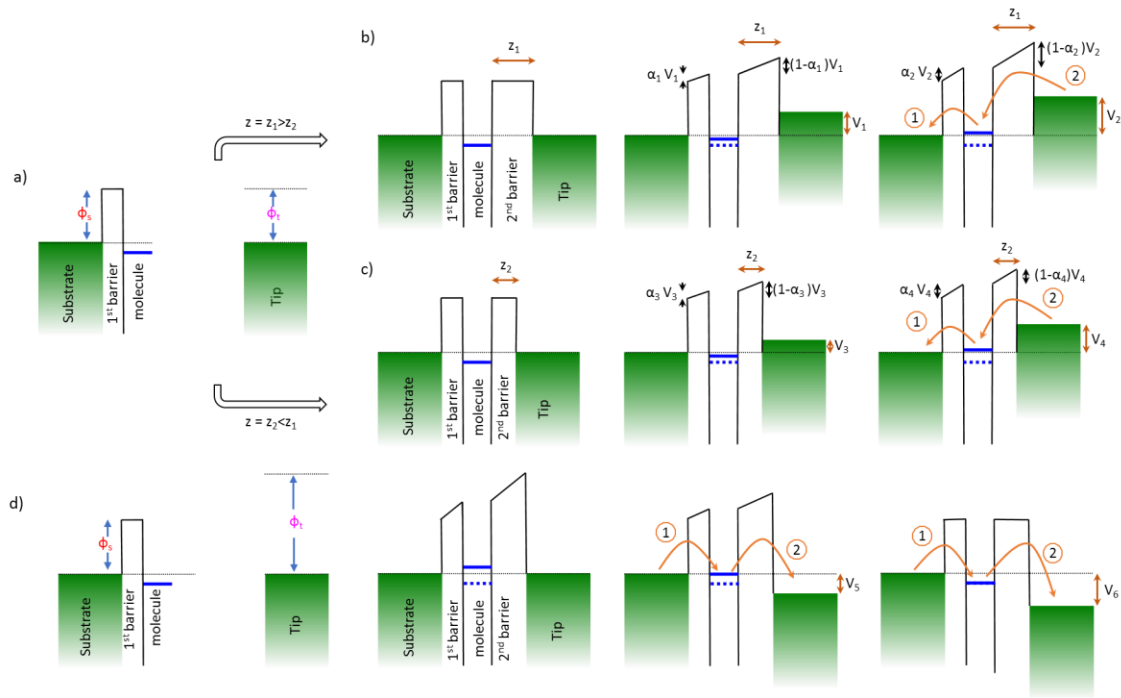 a)
Φs
Substrate
1st barrier
molecule
Φt
Tip
z = z1>z2
z = z2<z1
b)
z1
Substrate
1st barrier
molecule
2nd barrier
Tip
z1
α1 V1
(1-α1)V1
V1
z1
α2 V2
(1-α2)V2
1
2
V2
c)
z2
Substrate
1st barrier
molecule
2nd barrier
Tip
z2
α3 V3
(1-α3)V3
V3
z2
α4 V4
(1-α4)V4
1
2
V4
d)
Φs
Substrate
1st barrier
molecule
Φt
Tip
Substrate
1st barrier
molecule
2nd barrier
Tip
1
2
V5
1
2
V6